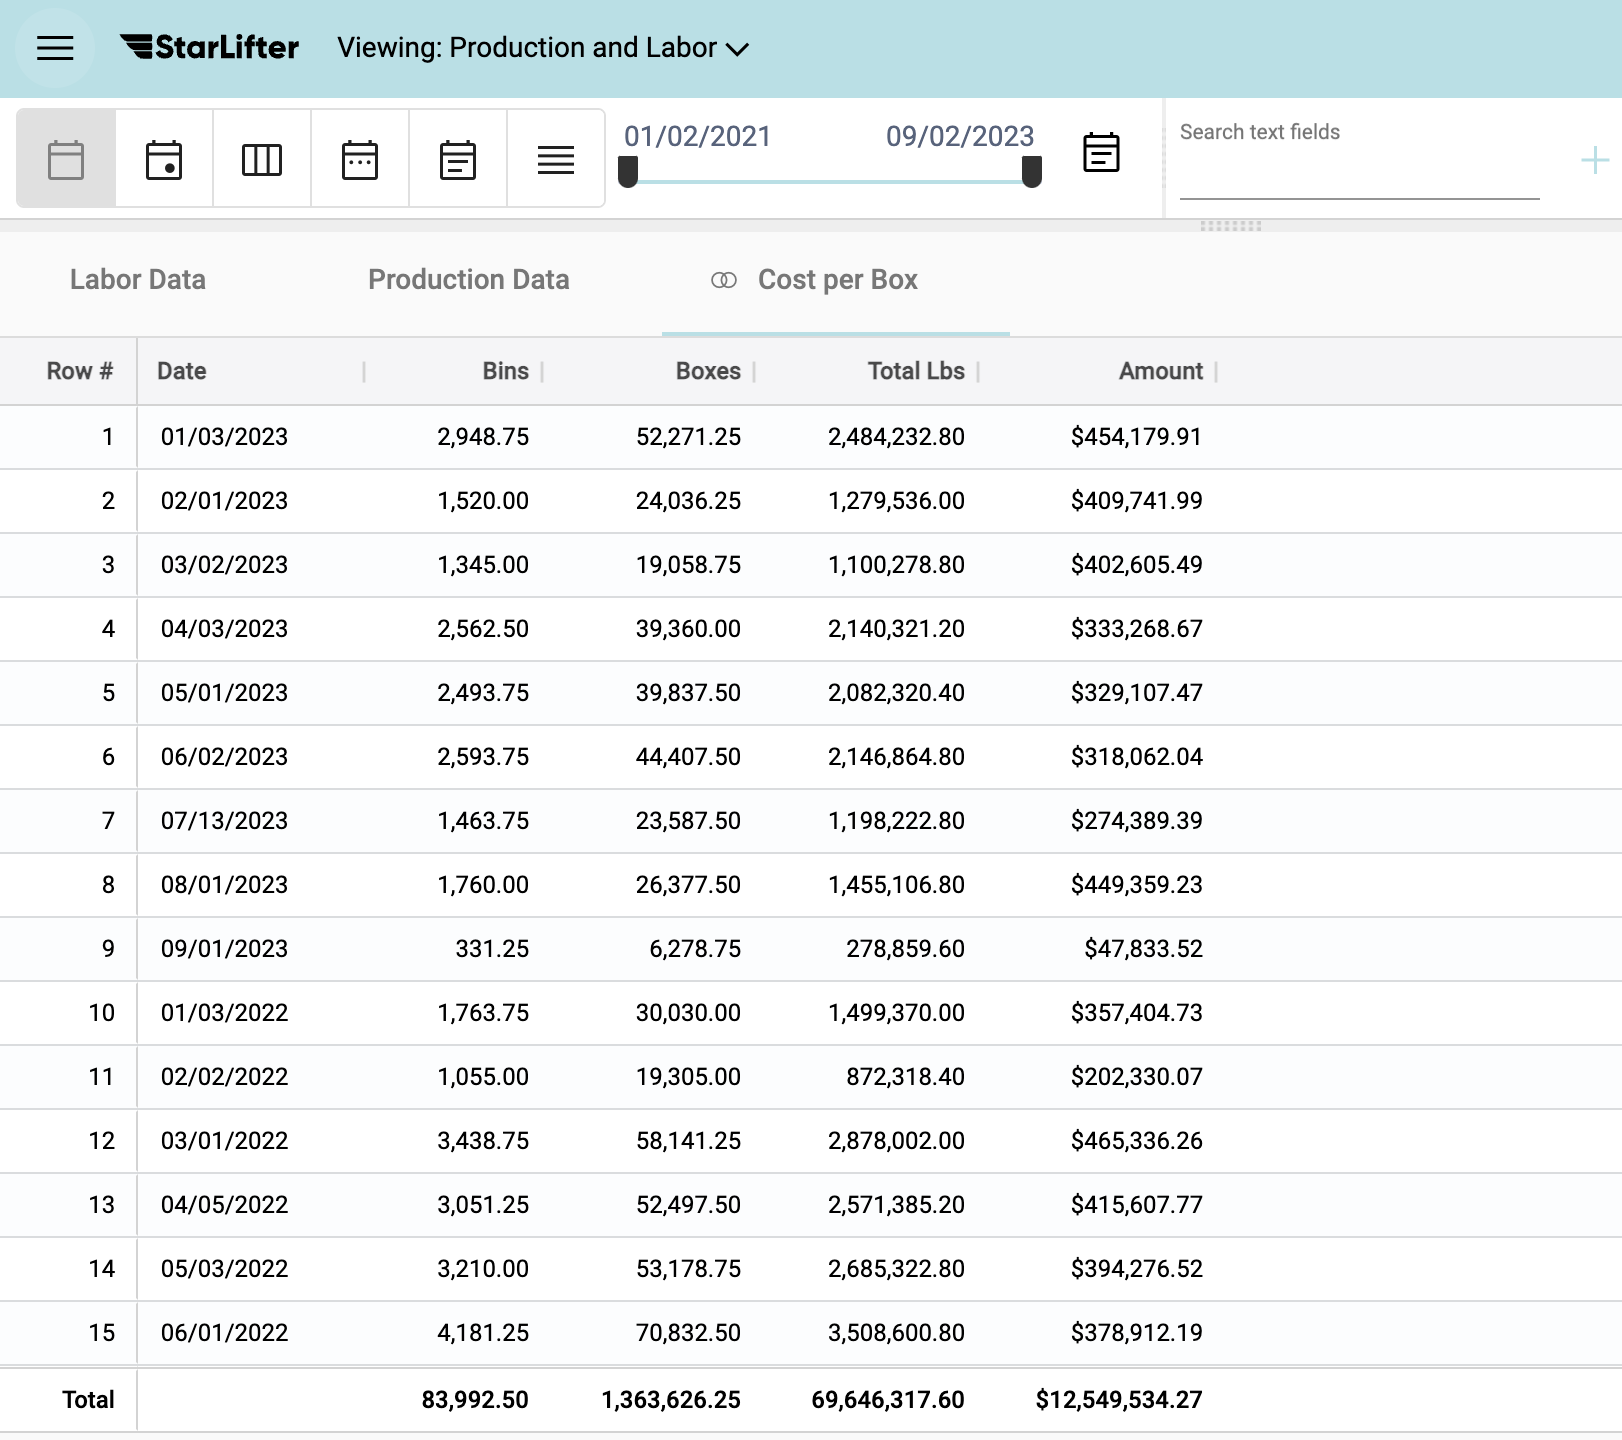 StarLifter Viewing: Production and Labor
01/02/2021 09/02/2023 Search text fields
Labor Data Production Data Cost per Box
Row # Date Bins Boxes Total Lbs Amount
1 01/03/2023 2,948.75 52,271.25 2,484,232.80 $454,179.91
2 02/01/2023 1,520.00 24,036.25 1,279,536.00 $409,741.99
3 03/02/2023 1,345.00 19,058.75 1,100,278.80 $402,605.49
4 04/03/2023 2,562.50 39,360.00 2,140,321.20 $333,268.67
5 05/01/2023 2,493.75 39,837.50 2,082,320.40 $329,107.47
6 06/02/2023 2,593.75 44,407.50 2,146,864.80 $318,062.04
7 07/13/2023 1,463.75 23,587.50 1,198,222.80 $274,389.39
8 08/01/2023 1,760.00 26,377.50 1,455,106.80 $449,359.23
9 09/01/2023 331.25 6,278.75 278,859.60 $47,833.52
10 01/03/2022 1,763.75 30,030.00 1,499,370.00 $357,404.73
11 02/02/2022 1,055.00 19,305.00 872,318.40 $202,330.07
12 03/01/2022 3,438.75 58,141.25 2,878,002.00 $465,336.26
13 04/05/2022 3,051.25 52,497.50 2,571,385.20 $415,607.77
14 05/03/2022 3,210.00 53,178.75 2,685,322.80 $394,276.52
15 06/01/2022 4,181.25 70,832.50 3,508,600.80 $378,912.19
Total 83,992.50 1,363,626.25 69,646,317.60 $12,549,534.27